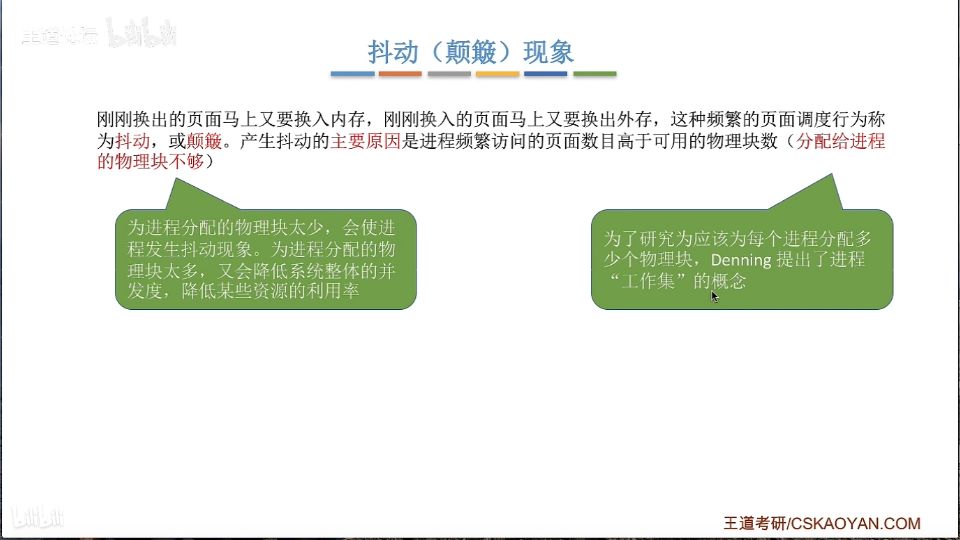 王道考研 bilibili
抖动（颠簸）现象
刚刚换出的页面马上又要换入内存，刚刚换入的页面马上又要换出外存，这种频繁的页面调度行为称
为抖动，或颠簸。产生抖动的主要原因是进程频繁访问的页面数目高于可用的物理块数（分配给进程
的物理块不够）
为进程分配的物理块太少，会使进
程发生抖动现象。为进程分配的物
理块太多，又会降低系统整体的并
发度，降低某些资源的利用率
为了研究为应该为每个进程分配多
少个物理块，Denning 提出了进程
“工作集”的概念
bilibili
王道考研/CSKAOYAN.COM